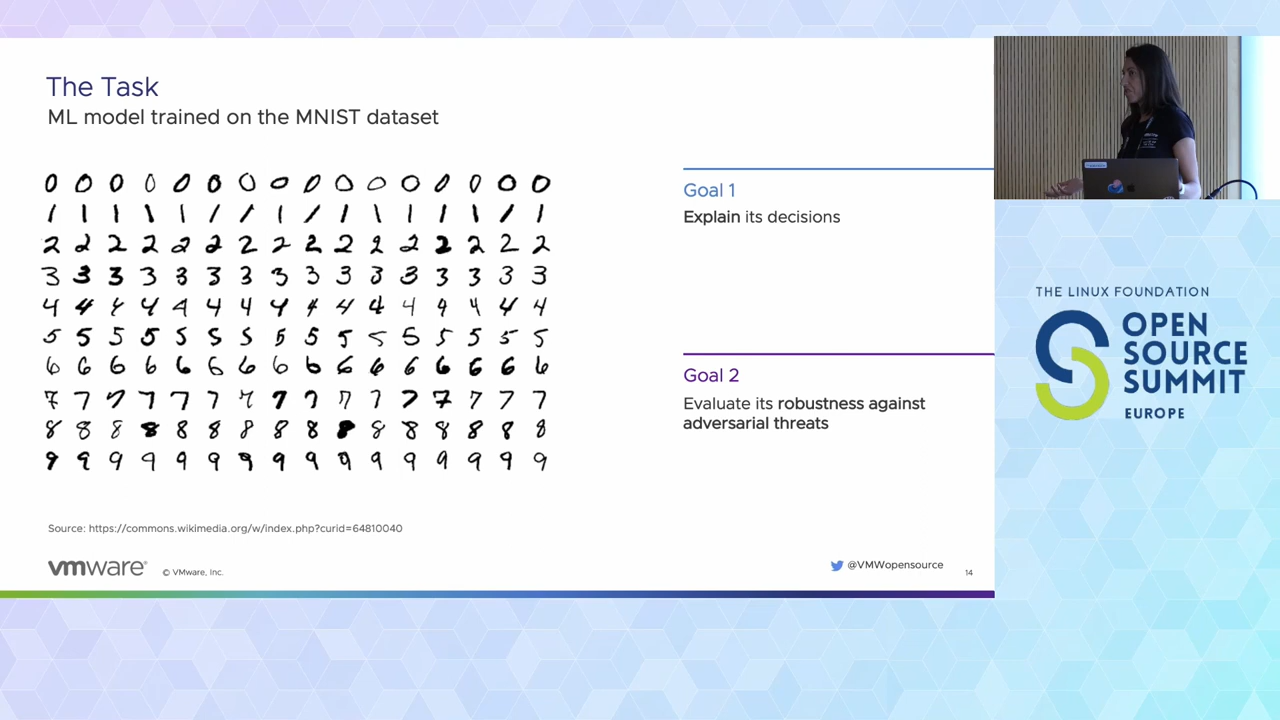 The Task
ML model trained on the MNIST dataset
0 0 0 0 0 0 0 0 0 0 0 0 0 0 0 0
1 1 1 1 1 1 1 1 1 1 1 1 1 1 1 1
2 2 2 2 2 2 2 2 2 2 2 2 2 2 2 2
3 3 3 3 3 3 3 3 3 3 3 3 3 3 3 3
4 4 4 4 4 4 4 4 4 4 4 4 4 4 4 4
5 5 5 5 5 5 5 5 5 5 5 5 5 5 5 5
6 6 6 6 6 6 6 6 6 6 6 6 6 6 6 6
7 7 7 7 7 7 7 7 7 7 7 7 7 7 7 7
8 8 8 8 8 8 8 8 8 8 8 8 8 8 8 8
9 9 9 9 9 9 9 9 9 9 9 9 9 9 9 9
Source: https://commons.wikimedia.org/w/index.php?curid=64810040
Goal 1
Explain its decisions
Goal 2
Evaluate its robustness against
adversarial threats
vmware® © VMware, Inc.
@VMWopensource
14
THE LINUX FOUNDATION
OPEN
SOURCE
SUMMIT
EUROPE